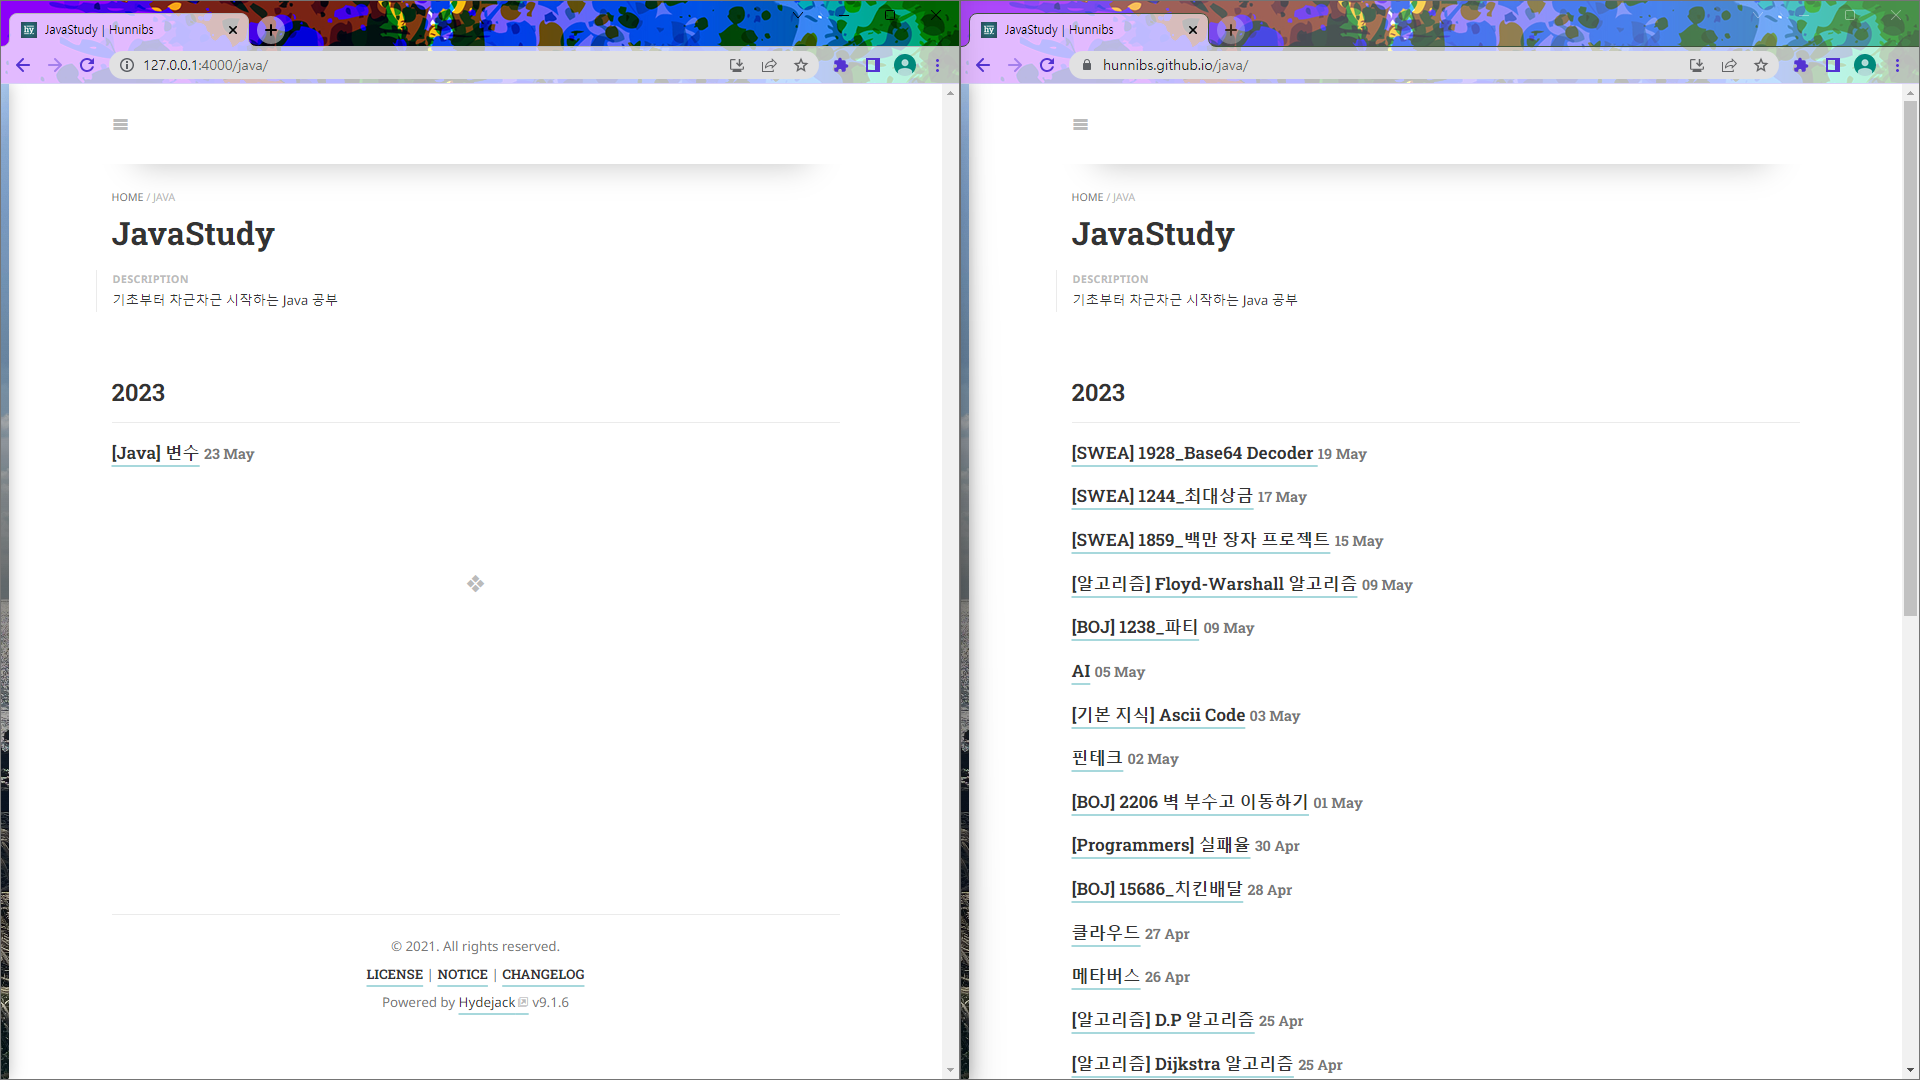 JavaStudy | Hunnibs
127.0.0.1:4000/java/
HOME / JAVA
JavaStudy
DESCRIPTION
기초부터 차근차근 시작하는 Java 공부
2023
[Java] 변수 23 May
© 2021. All rights reserved.
LICENSE | NOTICE | CHANGELOG
Powered by Hydejack v9.1.6
JavaStudy | Hunnibs
hunnibs.github.io/java/
HOME / JAVA
JavaStudy
DESCRIPTION
기초부터 차근차근 시작하는 Java 공부
2023
[SWEA] 1928_Base64 Decoder 19 May
[SWEA] 1244_최대상금 17 May
[SWEA] 1859_백만 장자 프로젝트 15 May
[알고리즘] Floyd-Warshall 알고리즘 09 May
[BOJ] 1238_파티 09 May
AI 05 May
[기본 지식] Ascii Code 03 May
핀테크 02 May
[BOJ] 2206 벽 부수고 이동하기 01 May
[Programmers] 실패율 30 Apr
[BOJ] 15686_치킨배달 28 Apr
클라우드 27 Apr
메타버스 26 Apr
[알고리즘] D.P 알고리즘 25 Apr
[알고리즘] Dijkstra 알고리즘 25 Apr